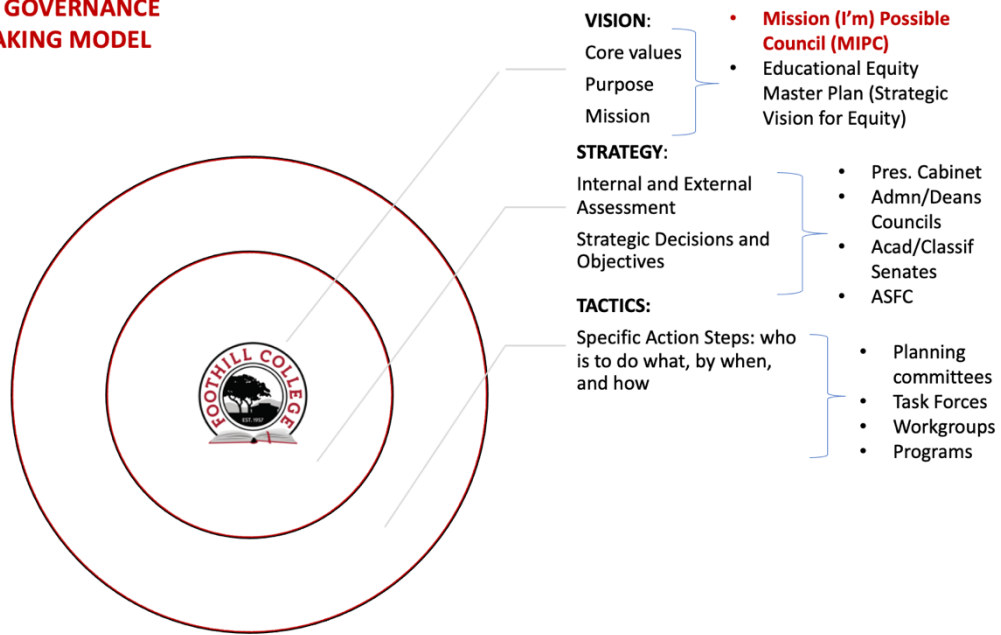 GOVERNANCE
AKING MODEL
VISION:
Core values
Purpose
Mission
• Mission (I'm) Possible
Council (MIPC)
• Educational Equity
Master Plan (Strategic
Vision for Equity)
STRATEGY:
Internal and External
Assessment
Strategic Decisions and
Objectives
• Pres. Cabinet
• Admn/Deans
Councils
• Acad/Classif
Senates
• ASFC
TACTICS:
Specific Action Steps: who
is to do what, by when,
and how
• Planning
committees
• Task Forces
• Workgroups
• Programs
FOOTHILL COLLEGE
EST. 1957